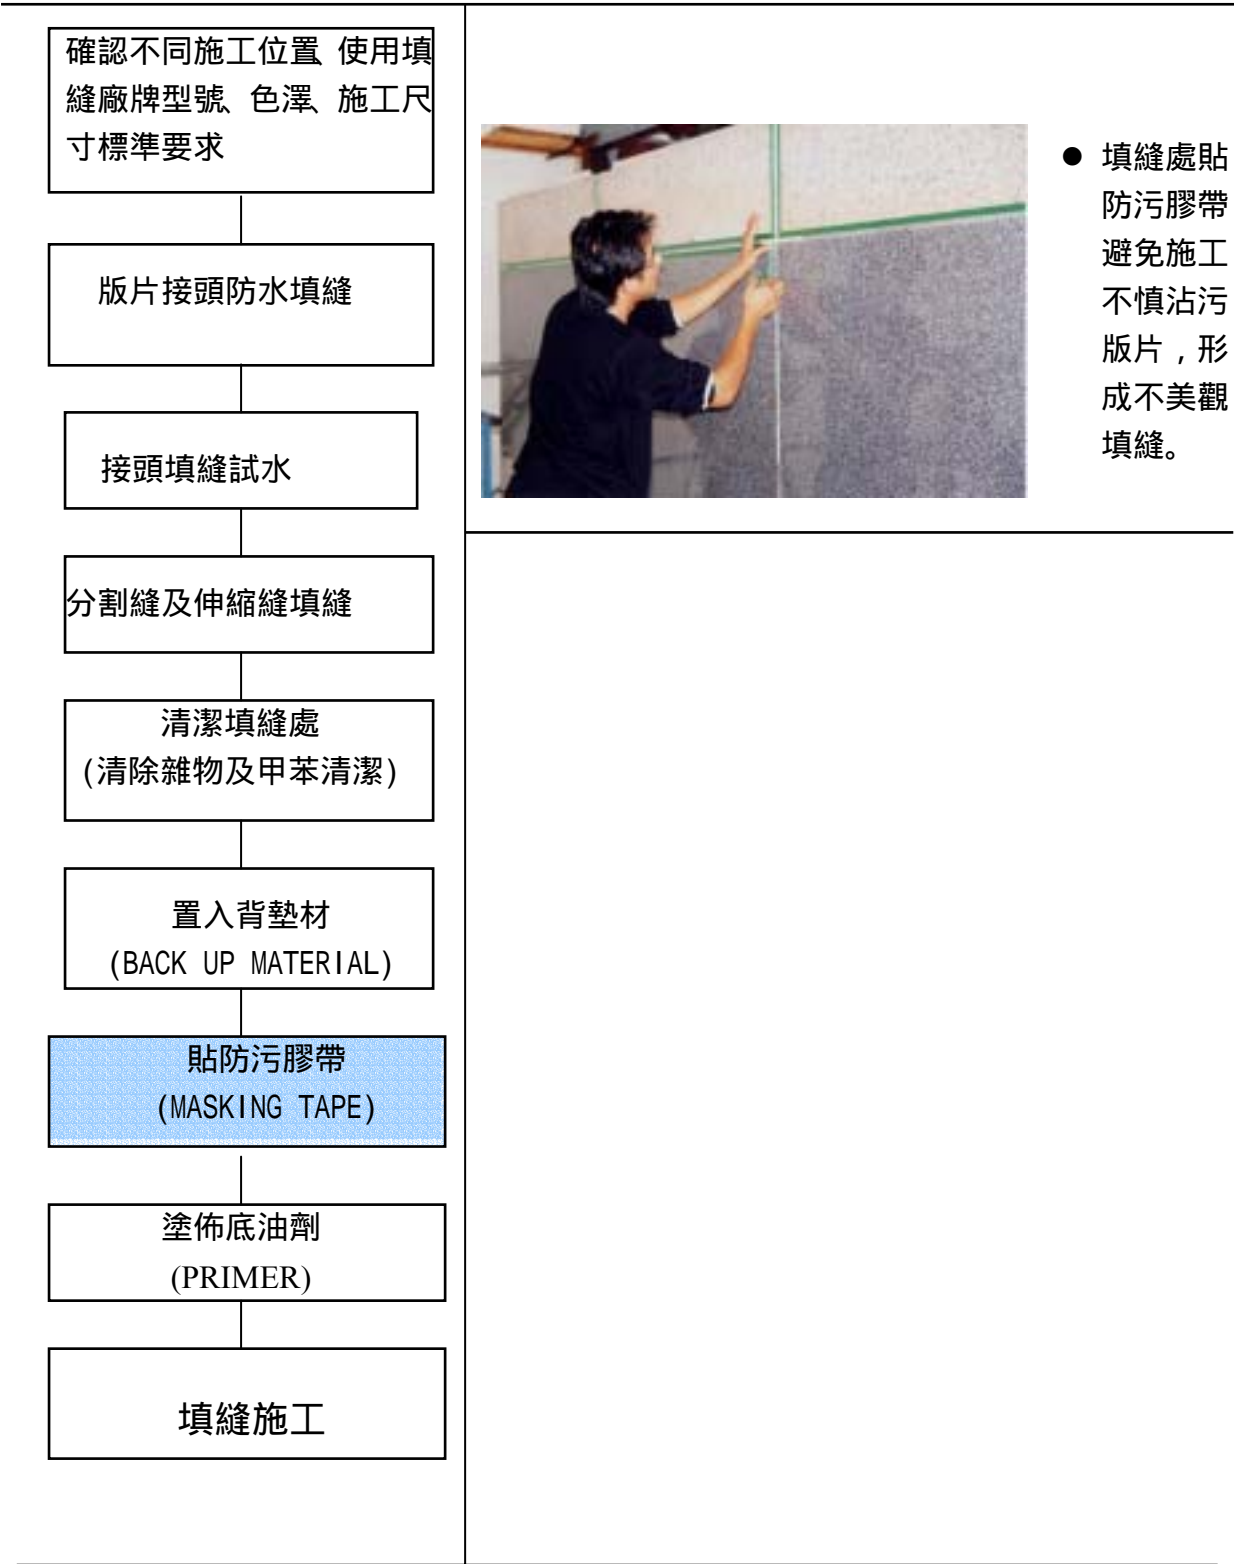 確認不同施工位置、使用填
縫廠牌型號、色澤、施工尺
寸標準要求
版片接頭防水填縫
接頭填縫試水
分割縫及伸縮縫填縫
清潔填縫處
(清除雜物及甲苯清潔)
置入背墊材
(BACK UP MATERIAL)
貼防污膠帶
(MASKING TAPE)
塗佈底油劑
(PRIMER)
填縫施工
● 填縫處貼
防污膠帶
避免施工
不慎沾污
版片，形
成不美觀
填縫。